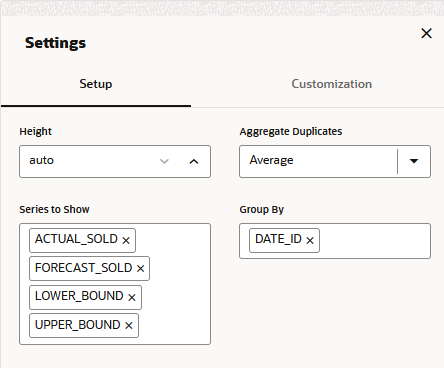 Settings
Setup
Customization
Height
Aggregate Duplicates
auto
Average
Series to Show
Group By
ACTUAL_SOLD ×
DATE_ID ×
FORECAST_SOLD ×
LOWER_BOUND ×
UPPER_BOUND ×